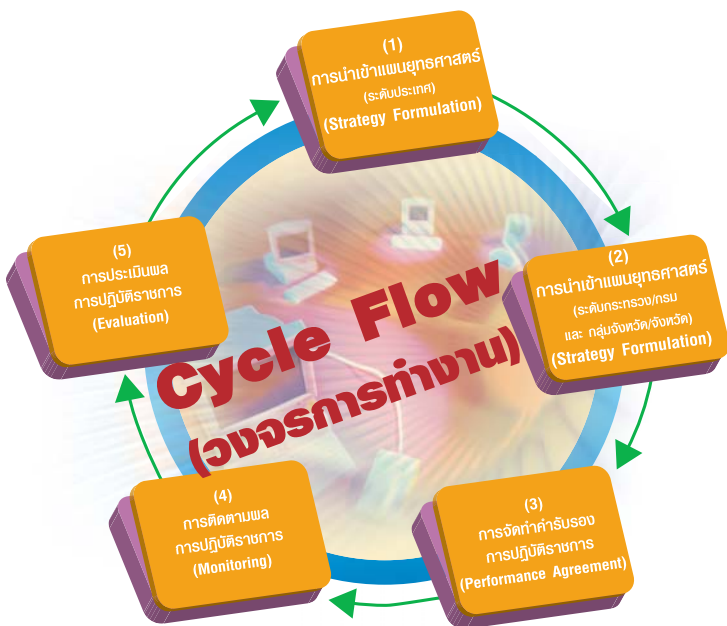 (1)
การนำเข้าแผนยุทธศาสตร์
(ระดับประเทศ)
(Strategy Formulation)
(2)
การนำเข้าแผนยุทธศาสตร์
(ระดับกระทรวง/กรม
และ กลุ่มจังหวัด/จังหวัด)
(Strategy Formulation)
(3)
การจัดทำคำรับรอง
การปฏิบัติราชการ
(Performance Agreement)
(4)
การติดตามผล
การปฏิบัติราชการ
(Monitoring)
(5)
การประเมินผล
การปฏิบัติราชการ
(Evaluation)
Cycle Flow
(วงจรการทำงาน)